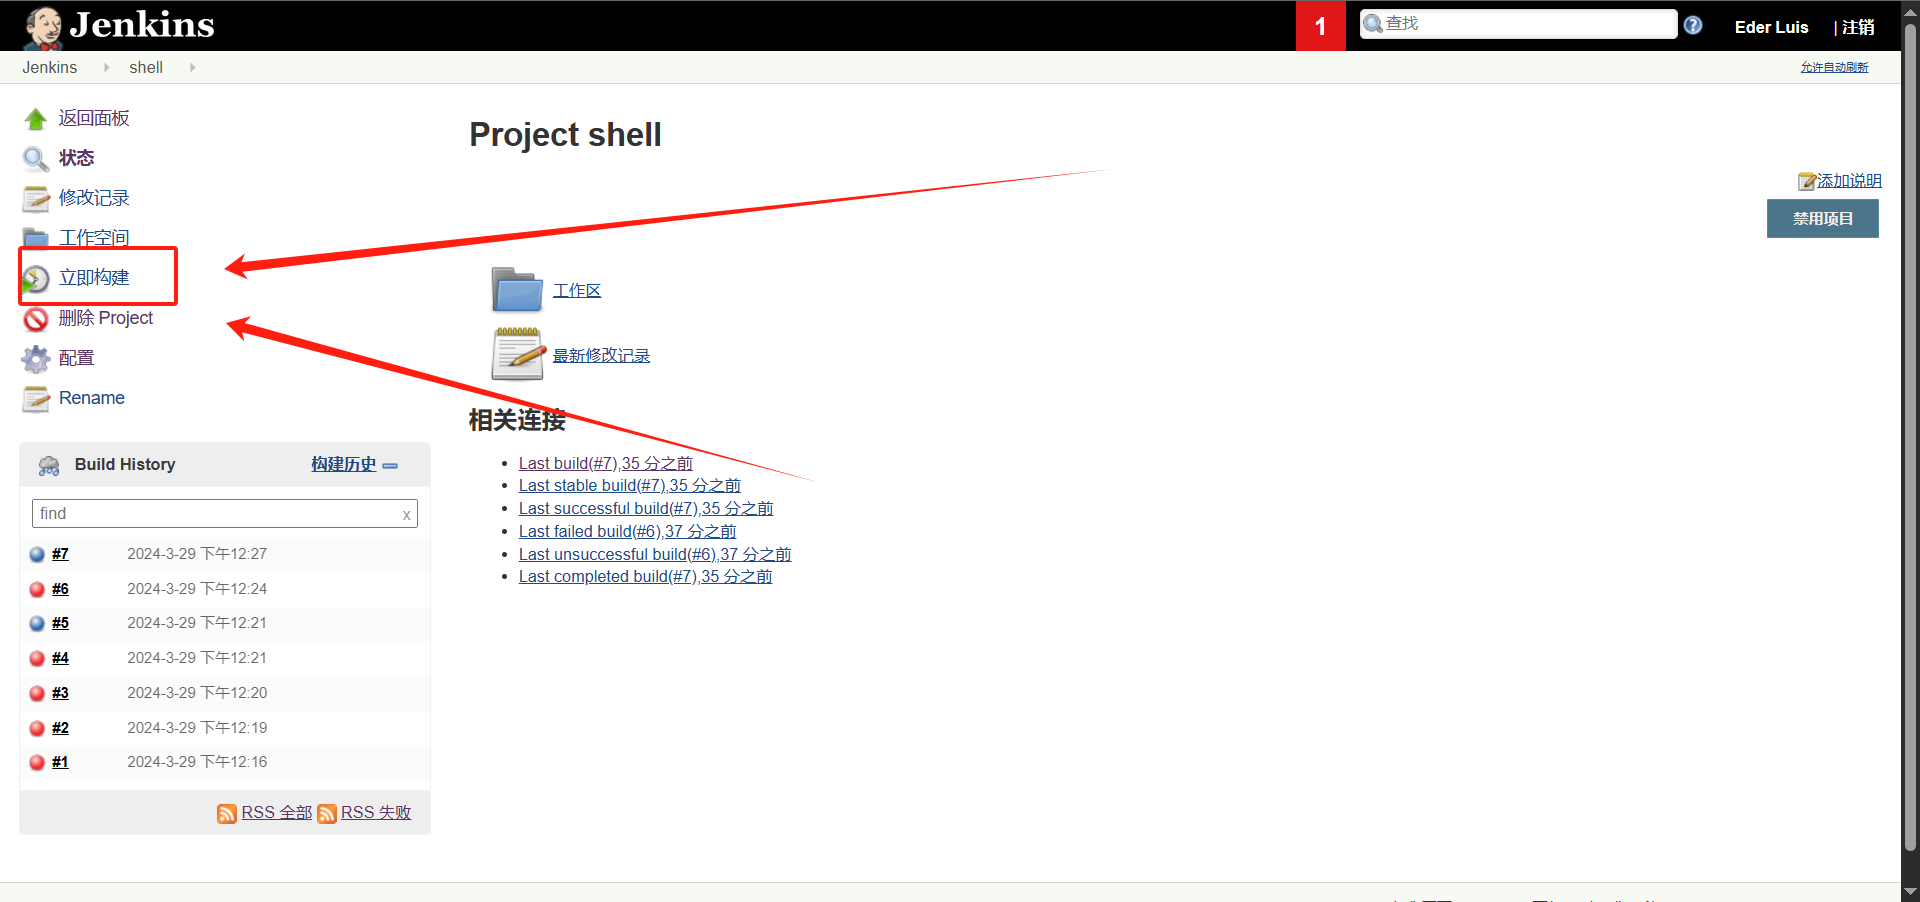 Jenkins
1
查找
Eder Luis
| 注销
Jenkins
shell
允许自动刷新
返回面板
状态
修改记录
工作空间
立即构建
删除 Project
配置
Rename
Project shell
添加说明
禁用项目
工作区
最新修改记录
相关连接
Last build(#7),35 分之前
Last stable build(#7),35 分之前
Last successful build(#7),35 分之前
Last failed build(#6),37 分之前
Last unsuccessful build(#6),37 分之前
Last completed build(#7),35 分之前
Build History
构建历史
find
x
#7 2024-3-29 下午12:27
#6 2024-3-29 下午12:24
#5 2024-3-29 下午12:21
#4 2024-3-29 下午12:21
#3 2024-3-29 下午12:20
#2 2024-3-29 下午12:19
#1 2024-3-29 下午12:16
RSS 全部
RSS 失败